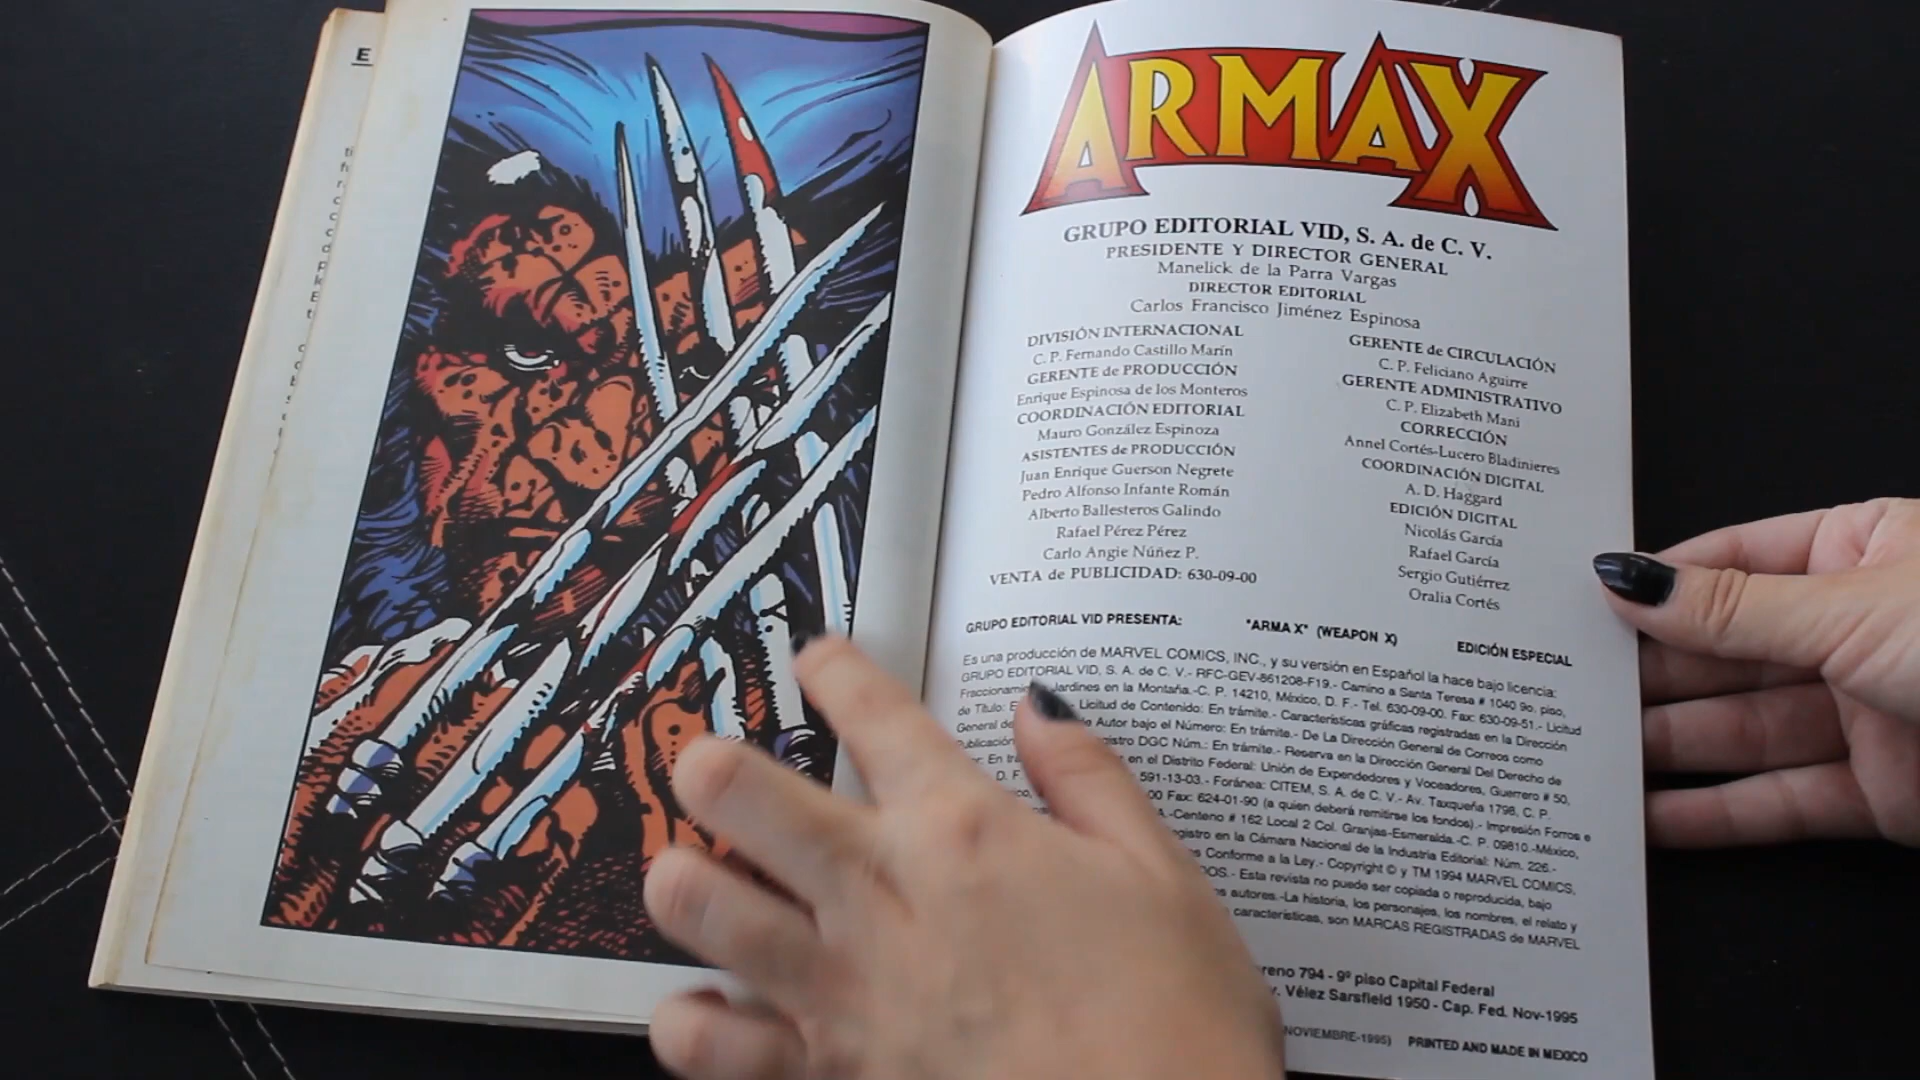 E
ARMAX
GRUPO EDITORIAL VID, S. A. de C. V.
PRESIDENTE Y DIRECTOR GENERAL
Manelick de la Parra Vargas
DIRECTOR EDITORIAL
Carlos Francisco Jiménez Espinosa
DIVISIÓN INTERNACIONAL
C. P. Fernando Castillo Marín
GERENTE de PRODUCCIÓN
Enrique Espinosa de los Monteros
COORDINACIÓN EDITORIAL
Mauro González Espinoza
ASISTENTES de PRODUCCIÓN
Juan Enrique Guerson Negrete
Pedro Alfonso Infante Román
Alberto Ballesteros Galindo
Rafael Pérez Pérez
Carlo Angie Núñez P.
VENTA de PUBLICIDAD: 630-09-00
GERENTE de CIRCULACIÓN
C. P. Feliciano Aguirre
GERENTE ADMINISTRATIVO
C. P. Elizabeth Mani
CORRECCIÓN
Annel Cortés-Lucero Bladinieres
COORDINACIÓN DIGITAL
A. D. Haggard
EDICIÓN DIGITAL
Nicolás García
Rafael García
Sergio Gutiérrez
Oralia Cortés
GRUPO EDITORIAL VID PRESENTA: "ARMA X" (WEAPON X) EDICIÓN ESPECIAL
Es una producción de MARVEL COMICS, INC., y su versión en Español la hace bajo licencia:
GRUPO EDITORIAL VID, S. A. de C. V.- RFC-GEV-861208-F19.- Camino a Santa Teresa # 1040 9o. piso,
Jardines en la Montaña.-C. P. 14210, México, D. F.- Tel. 630-09-00. Fax: 630-09-51.- Licitud
de Título: Licitud de Contenido: En trámite.- Características gráficas registradas en la Dirección
General de Autor bajo el Número: En trámite.- De La Dirección General de Correos como
Publicación DGC Núm.: En trámite.- Reserva en la Dirección General Del Derecho de
En en el Distrito Federal: Unión de Expendedores y Voceadores, Guerrero # 50,
D. F. 591-13-03.- Foránea: CITEM, S. A. de C. V.- Av. Taxqueña 1798, C. P.
00 Fax: 624-01-90 (a quien deberá remitirse los fondos).- Impresión Forros e
Centeno # 162 Local 2 Col. Granjas-Esmeralda.-C. P. 09810.-México,
en la Cámara Nacional de la Industria Editorial: Núm. 226.-
Conforme a la Ley.- Copyright © y TM 1994 MARVEL COMICS,
Esta revista no puede ser copiada o reproducida, bajo
autores.-La historia, los personajes, los nombres, el relato y
características, son MARCAS REGISTRADAS de MARVEL
794 - 9º piso Capital Federal
Vélez Sarsfield 1950 - Cap. Fed. Nov-1995
NOVIEMBRE-1995) PRINTED AND MADE IN MEXICO